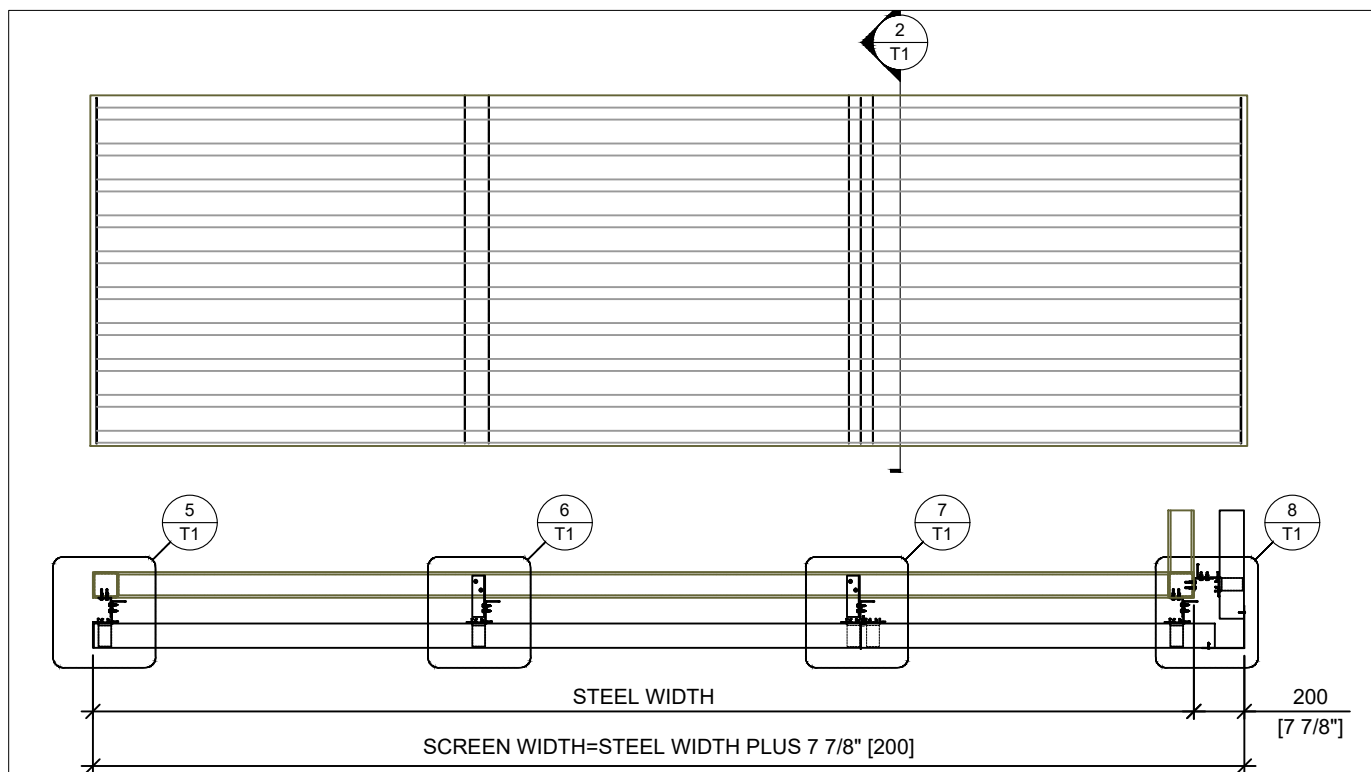 2
T1
5
T1
6
T1
7
T1
8
T1
STEEL WIDTH
200
[7 7/8"]
SCREEN WIDTH=STEEL WIDTH PLUS 7 7/8" [200]